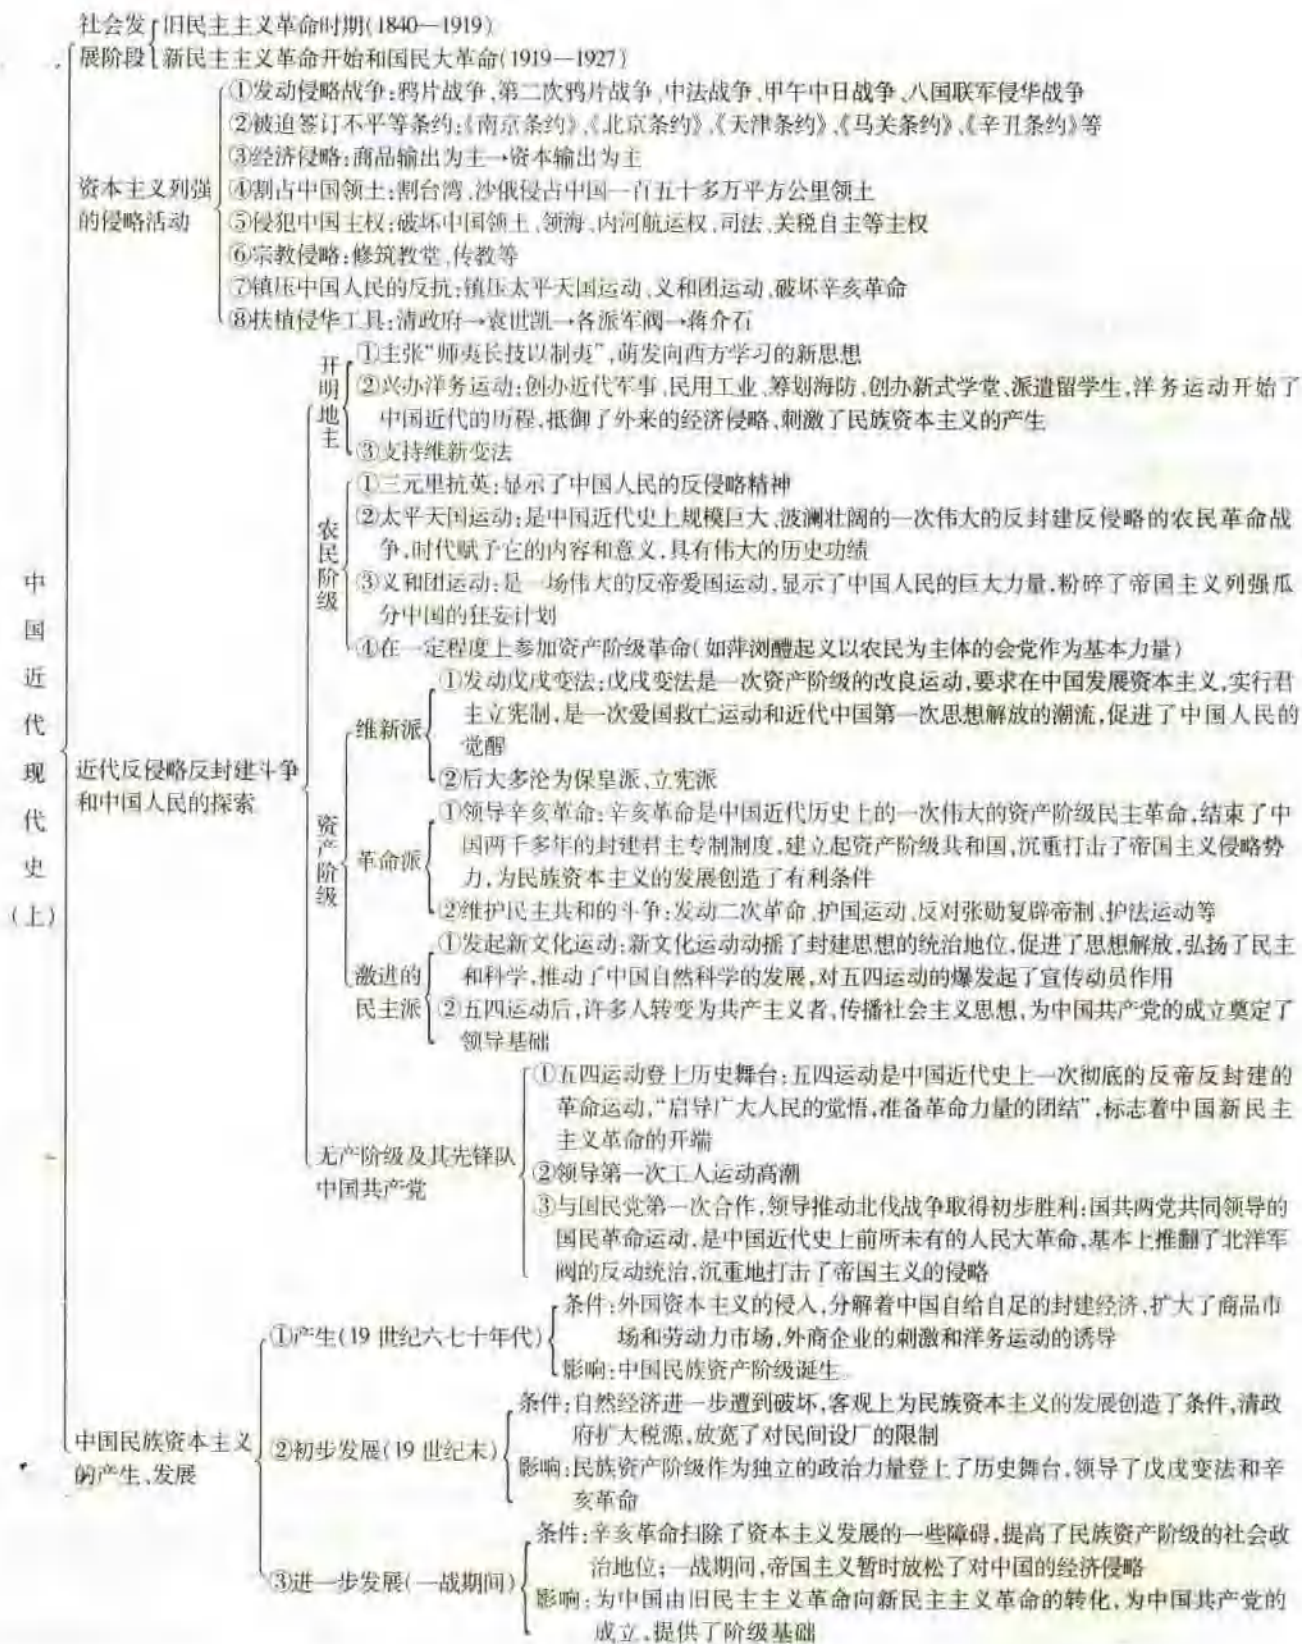 中国近代现代史(上)
社会发展阶段
旧民主主义革命时期(1840—1919)
新民主主义革命开始和国民大革命(1919—1927)
资本主义列强
的侵略活动
①发动侵略战争:鸦片战争、第二次鸦片战争、中法战争、甲午中日战争、八国联军侵华战争
②被迫签订不平等条约:《南京条约》、《北京条约》、《天津条约》、《马关条约》、《辛丑条约》等
③经济侵略:商品输出为主→资本输出为主
④割占中国领土:割台湾、沙俄侵占中国一百五十多万平方公里领土
⑤侵犯中国主权:破坏中国领土、领海、内河航运权、司法、关税自主等主权
⑥宗教侵略:修筑教堂、传教等
⑦镇压中国人民的反抗:镇压太平天国运动、义和团运动、破坏辛亥革命
⑧扶植侵华工具:清政府→袁世凯→各派军阀→蒋介石
近代反侵略反封建斗争
和中国人民的探索
开明地主
①主张“师夷长技以制夷”,萌发向西方学习的新思想
②兴办洋务运动:创办近代军事、民用工业、筹划海防、创办新式学堂、派遣留学生,洋务运动开始了
中国近代的历程,抵御了外来的经济侵略,刺激了民族资本主义的产生
③支持维新变法
农民阶级
①三元里抗英:显示了中国人民的反侵略精神
②太平天国运动:是中国近代史上规模巨大、波澜壮阔的一次伟大的反封建反侵略的农民革命战
争,时代赋予它的内容和意义,具有伟大的历史功绩
③义和团运动:是一场伟大的反帝爱国运动,显示了中国人民的巨大力量,粉碎了帝国主义列强瓜
分中国的狂妄计划
④在一定程度上参加资产阶级革命(如萍浏醴起义以农民为主体的会党作为基本力量)
资产阶级
维新派
①发动戊戌变法:戊戌变法是一次资产阶级的改良运动,要求在中国发展资本主义,实行君
主立宪制,是一次爱国救亡运动和近代中国第一次思想解放的潮流,促进了中国人民的
觉醒
②后大多沦为保皇派、立宪派
革命派
①领导辛亥革命:辛亥革命是中国近代历史上的一次伟大的资产阶级民主革命,结束了中
国两千多年的封建君主专制制度,建立起资产阶级共和国,沉重打击了帝国主义侵略势
力,为民族资本主义的发展创造了有利条件
②维护民主共和的斗争:发动二次革命、护国运动、反对张勋复辟帝制、护法运动等
激进的
民主派
①发起新文化运动:新文化运动动摇了封建思想的统治地位,促进了思想解放,弘扬了民主
和科学,推动了中国自然科学的发展,对五四运动的爆发起了宣传动员作用
②五四运动后,许多人转变为共产主义者,传播社会主义思想,为中国共产党的成立奠定了
领导基础
无产阶级及其先锋队
中国共产党
①五四运动登上历史舞台:五四运动是中国近代史上一次彻底的反帝反封建的
革命运动,“启导广大人民的觉悟,准备革命力量的团结”,标志着中国新民主
主义革命的开端
②领导第一次工人运动高潮
③与国民党第一次合作,领导推动北伐战争取得初步胜利:国共两党共同领导的
国民革命运动,是中国近代史上前所未有的人民大革命,基本上推翻了北洋军
阀的反动统治,沉重地打击了帝国主义的侵略
中国民族资本主义
的产生、发展
①产生(19世纪六七十年代)
条件:外国资本主义的侵入,分解着中国自给自足的封建经济,扩大了商品市
场和劳动力市场,外商企业的刺激和洋务运动的诱导
影响:中国民族资产阶级诞生
②初步发展(19世纪末)
条件:自然经济进一步遭到破坏,客观上为民族资本主义的发展创造了条件,清政
府扩大税源,放宽了对民间设厂的限制
影响:民族资产阶级作为独立的政治力量登上了历史舞台,领导了戊戌变法和辛
亥革命
③进一步发展(一战期间)
条件:辛亥革命扫除了资本主义发展的一些障碍,提高了民族资产阶级的社会政
治地位;一战期间,帝国主义暂时放松了对中国的经济侵略
影响:为中国由旧民主主义革命向新民主主义革命的转化,为中国共产党的
成立,提供了阶级基础